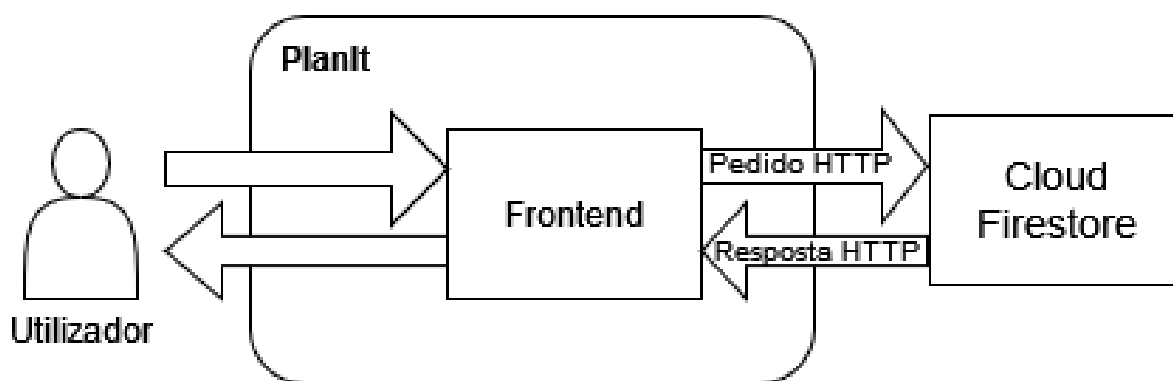 PlanIt
Pedido HTTP
Frontend
Resposta HTTP
Cloud
Firestore
Utilizador